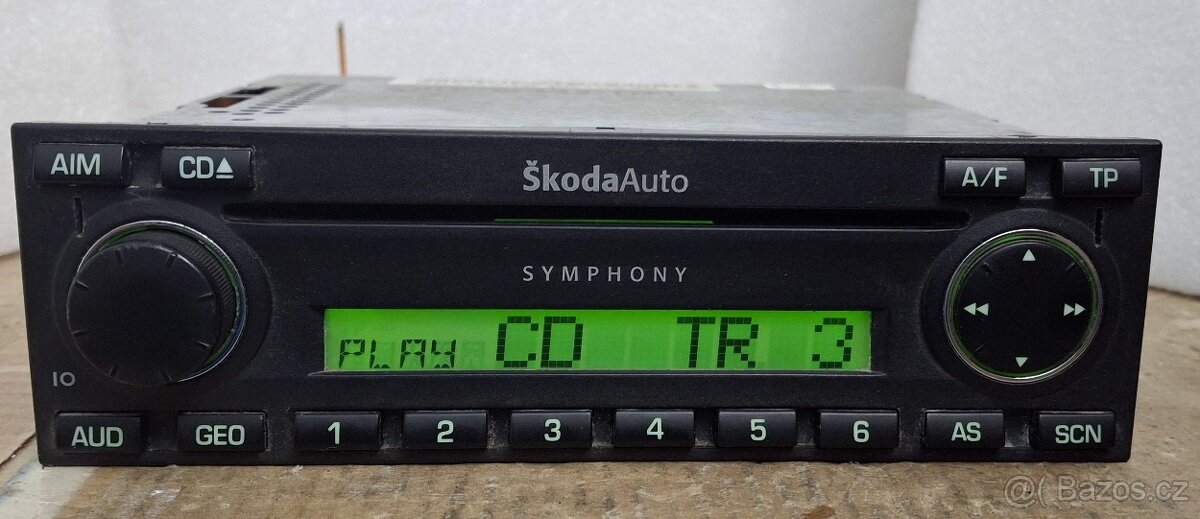 AIM CD ŠkodaAuto A/F TP
SYMPHONY
PLAY CD TR 3
IO
AUD GEO 1 2 3 4 5 6 AS SCN
Bazos.cz